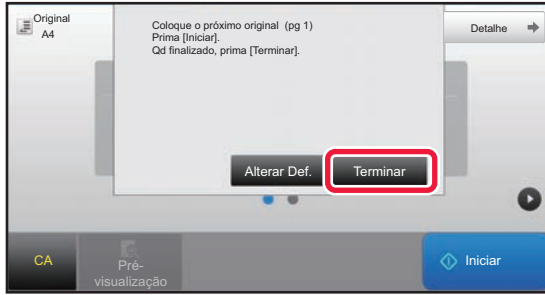 Original
A4
Coloque o próximo original  (pg 1)
Prima [Iniciar].
Qd finalizado, prima [Terminar].
Detalhe
Alterar Def.
Terminar
CA
Pré-
visualização
Iniciar